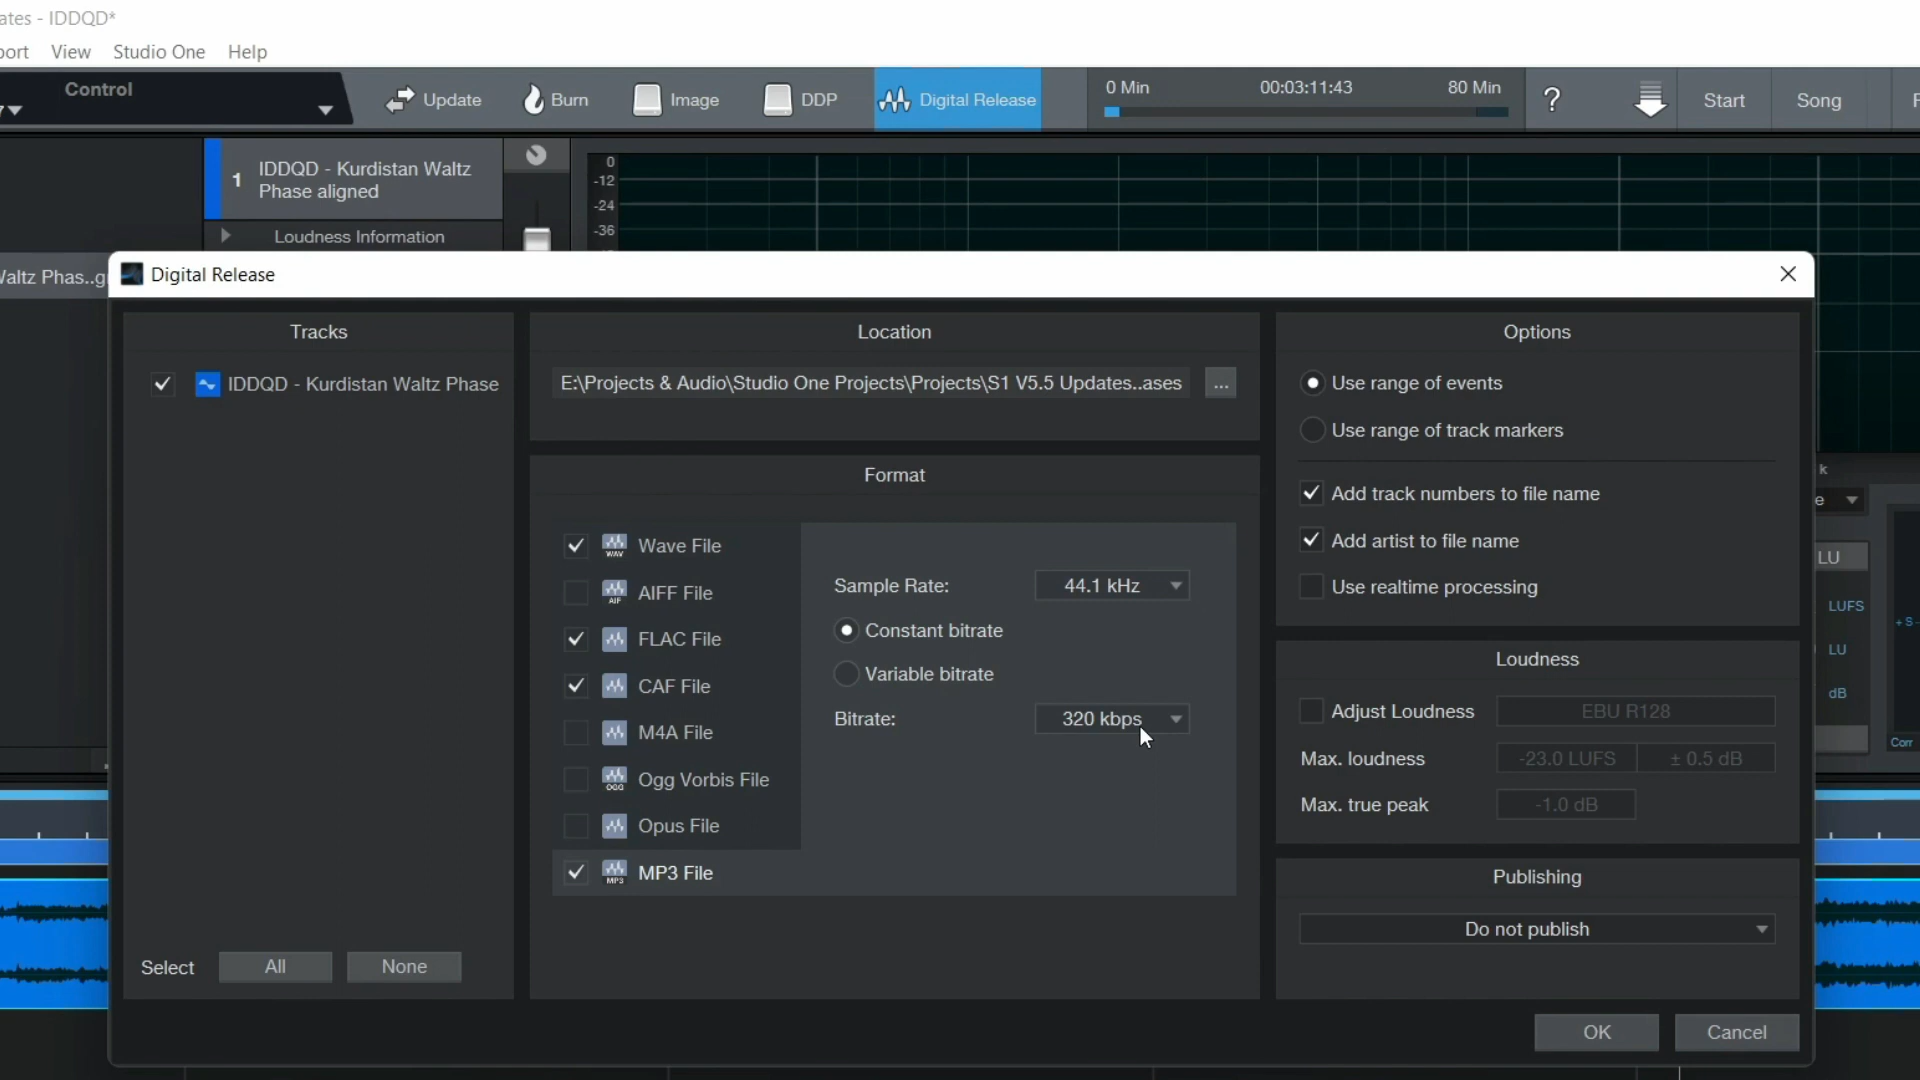 ates - IDDQD*
port View Studio One Help
Control Update Burn Image DDP Digital Release 0 Min 00:03:11:43 80 Min ? Start Song
1 IDDQD - Kurdistan Waltz
Phase aligned
0
-12
-24
-36
Loudness Information
Waltz Phas..g
Digital Release
Tracks
IDDQD - Kurdistan Waltz Phase
Select All None
Location
E:\Projects & Audio\Studio One Projects\Projects\S1 V5.5 Updates..ases ...
Format
WAV Wave File
AIF AIFF File
FLAC File
CAF File
M4A File
OGG Ogg Vorbis File
Opus File
MP3 MP3 File
Sample Rate: 44.1 kHz
Constant bitrate
Variable bitrate
Bitrate: 320 kbps
Options
Use range of events
Use range of track markers
Add track numbers to file name
Add artist to file name
Use realtime processing
Loudness
Adjust Loudness EBU R128
Max. loudness -23.0 LUFS ± 0.5 dB
Max. true peak -1.0 dB
Publishing
Do not publish
OK Cancel
k
e
LU
LUFS
+ S -
LU
dB
Corr